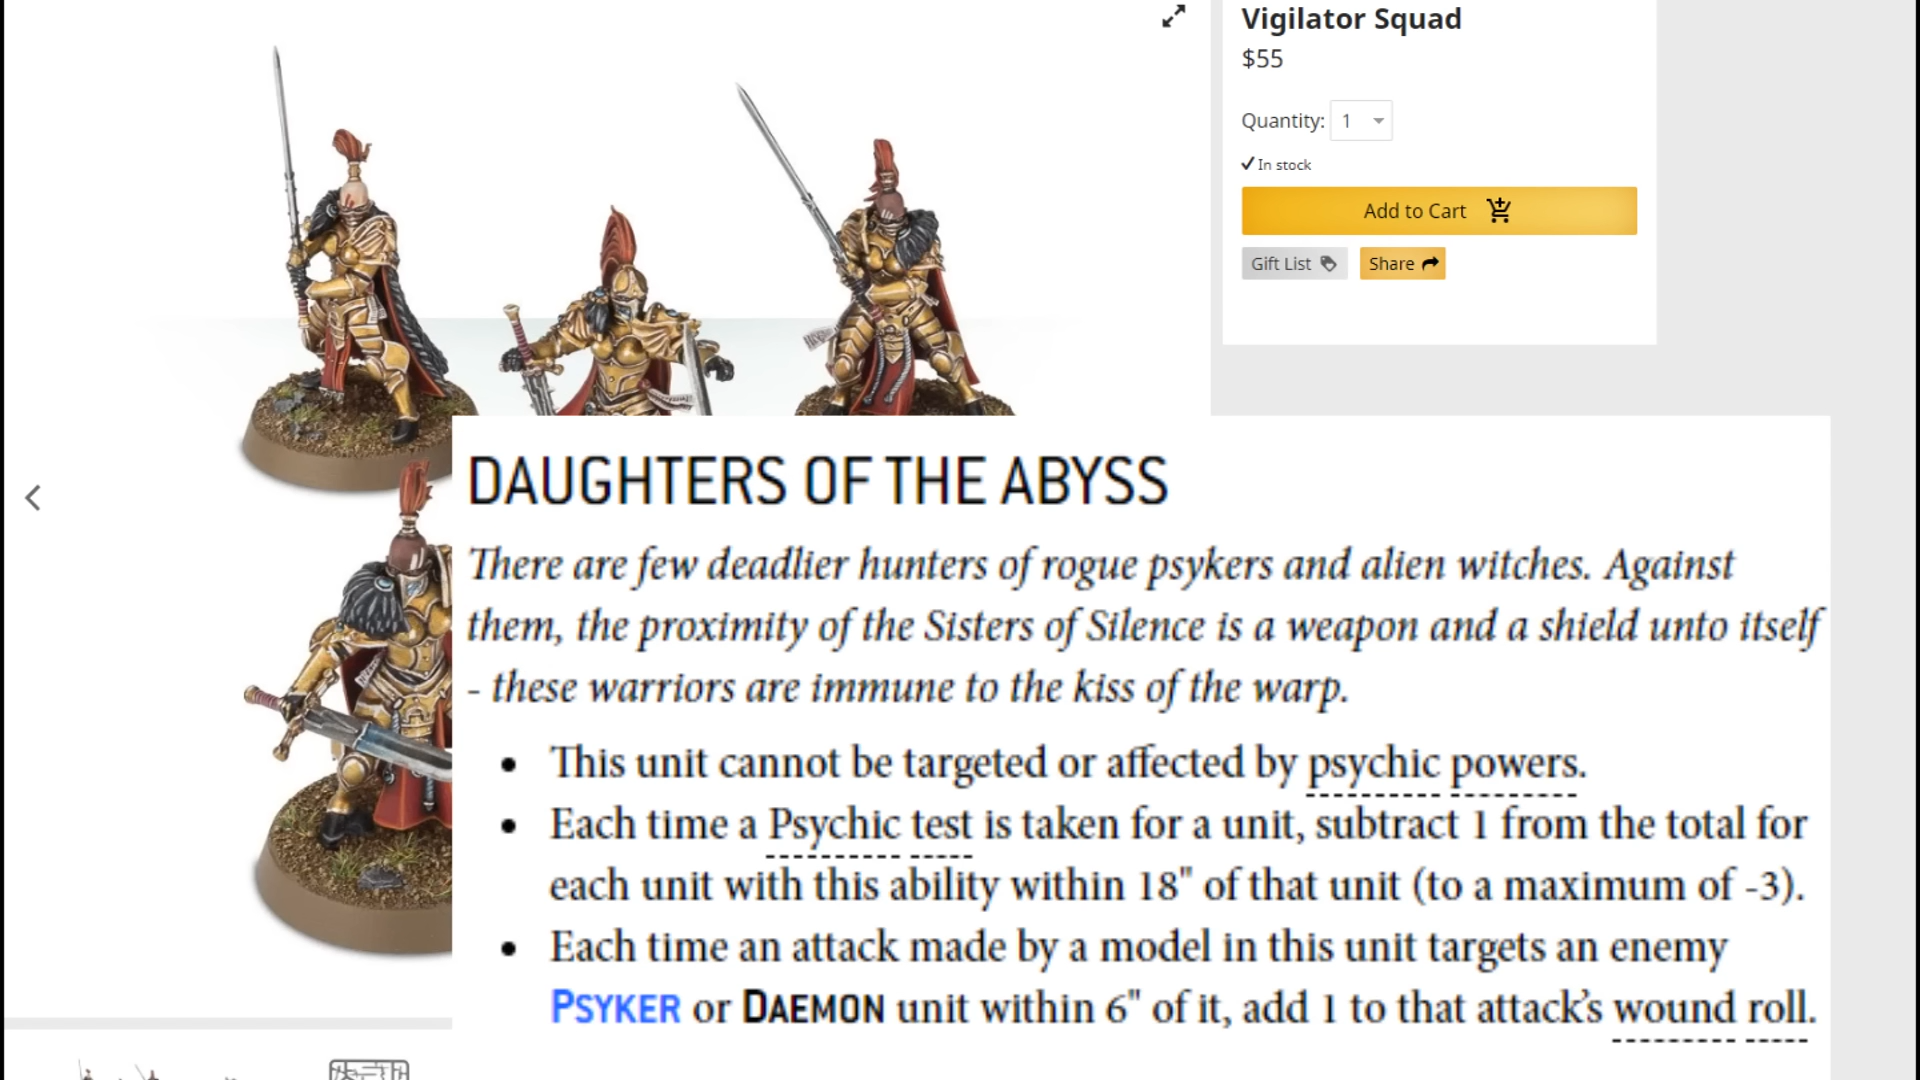 Vigilator Squad
$55
Quantity: 1
In stock
Add to Cart
Gift List
Share
DAUGHTERS OF THE ABYSS
There are few deadlier hunters of rogue psykers and alien witches. Against
them, the proximity of the Sisters of Silence is a weapon and a shield unto itself
- these warriors are immune to the kiss of the warp.
• This unit cannot be targeted or affected by psychic powers.
• Each time a Psychic test is taken for a unit, subtract 1 from the total for
each unit with this ability within 18" of that unit (to a maximum of -3).
• Each time an attack made by a model in this unit targets an enemy
PSYKER or DAEMON unit within 6" of it, add 1 to that attack's wound roll.